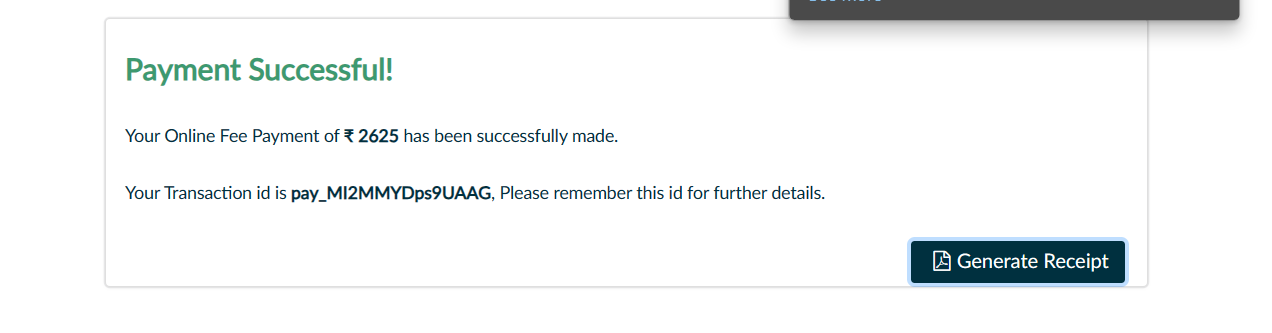 Payment Successful!
Your Online Fee Payment of ₹ 2625 has been successfully made.
Your Transaction id is pay_MI2MMYDps9UAAG, Please remember this id for further details.
Generate Receipt